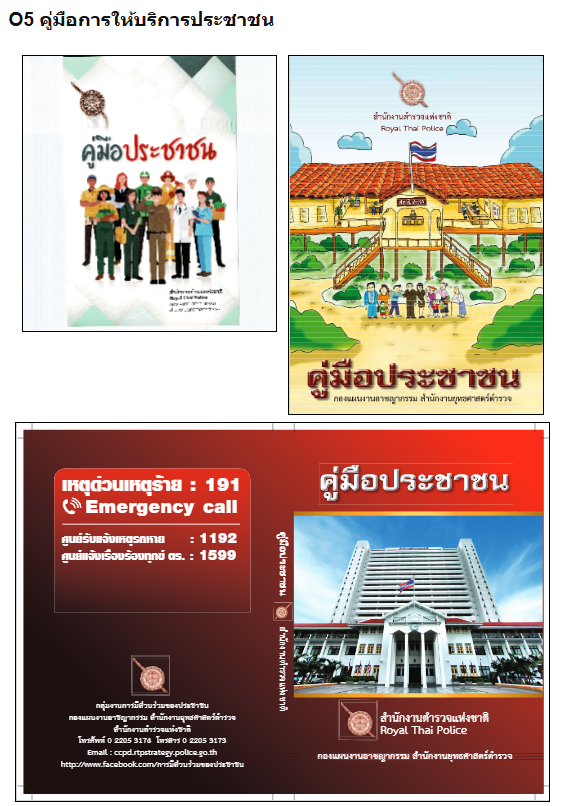 O5 คู่มือการให้บริการประชาชน
คู่มือประชาชน
สำนักงานตำรวจแห่งชาติ
Royal Thai Police
สำนักงานตำรวจแห่งชาติ
Royal Thai Police
คู่มือประชาชน
กองแผนงานอาชญากรรม สำนักงานยุทธศาสตร์ตำรวจ
เหตุด่วนเหตุร้าย : 191
Emergency call
ศูนย์รับแจ้งเหตุรถหาย : 1192
ศูนย์แจ้งเรื่องร้องทุกข์ ตร. : 1599
กลุ่มงานการมีส่วนร่วมของประชาชน
กองแผนงานอาชญากรรม สำนักงานยุทธศาสตร์ตำรวจ
สำนักงานตำรวจแห่งชาติ
โทรศัพท์ 0 2205 3176 โทรสาร 0 2205 3173
Email : ccpd.rtpstrategy.police.go.th
http://www.facebook.com/การมีส่วนร่วมของประชาชน
คู่มือประชาชน สำนักงานตำรวจแห่งชาติ
คู่มือประชาชน
สำนักงานตำรวจแห่งชาติ
Royal Thai Police
กองแผนงานอาชญากรรม สำนักงานยุทธศาสตร์ตำรวจ